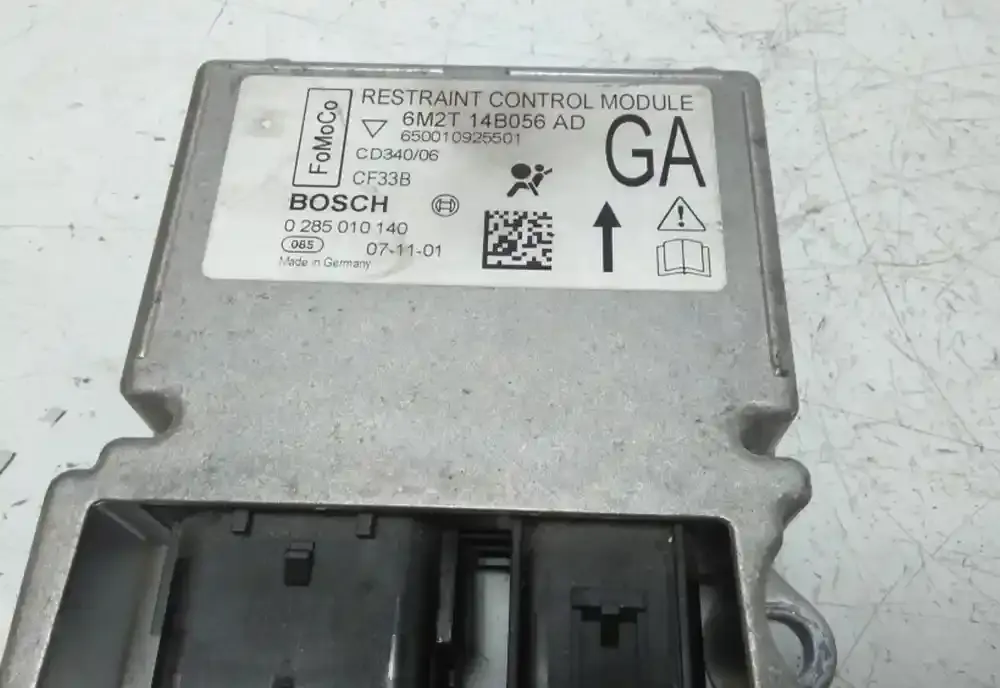 FoMoCo
RESTRAINT CONTROL MODULE
6M2T 14B056 AD
650010925501
GA
CD340/06
CF33B
BOSCH
0 285 010 140
085
07-11-01
Made in Germany